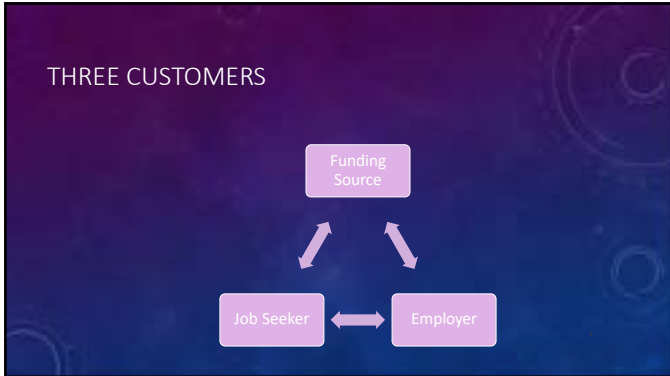 THREE CUSTOMERS
Funding
Source
Job Seeker
Employer